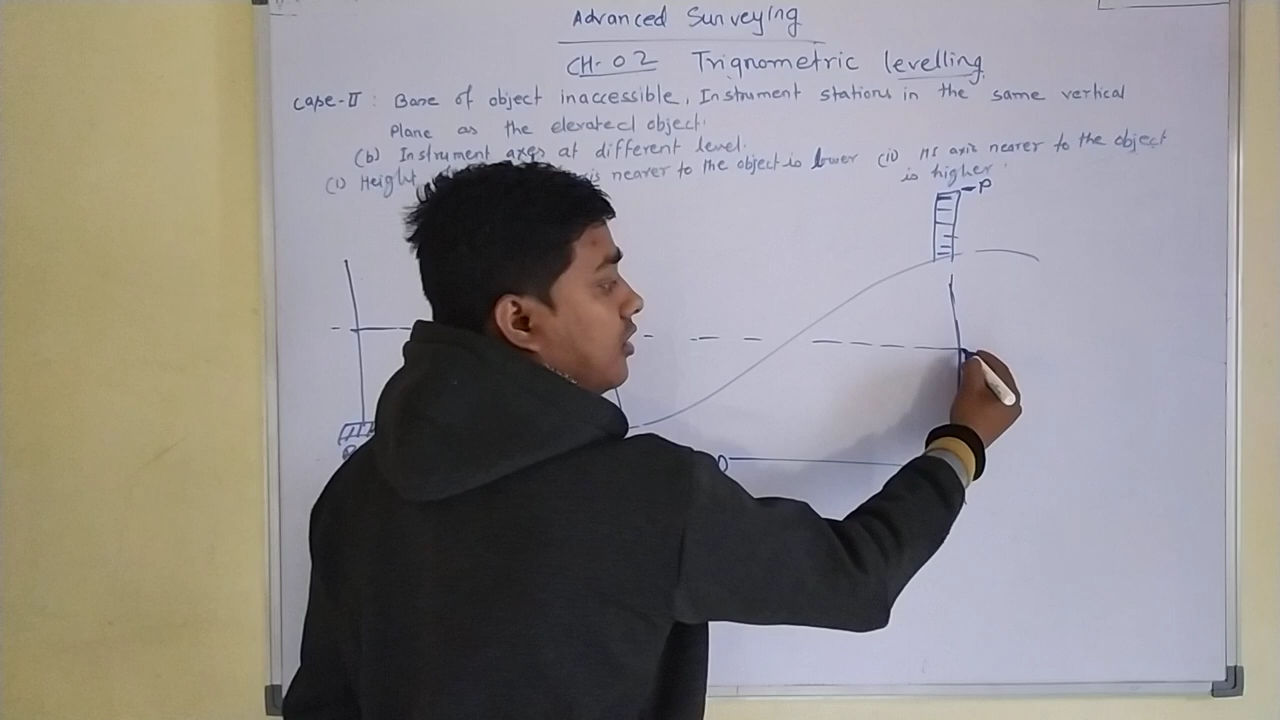 Advanced Surveying
CH-02 Trignometric levelling
Case-II : Base of object inaccessible, Instrument stations in the same vertical
Plane as the elevated object.
(b) Instrument axes at different level.
(i) Height is nearer to the object is lower (ii) axis nearer to the object
is higher
P